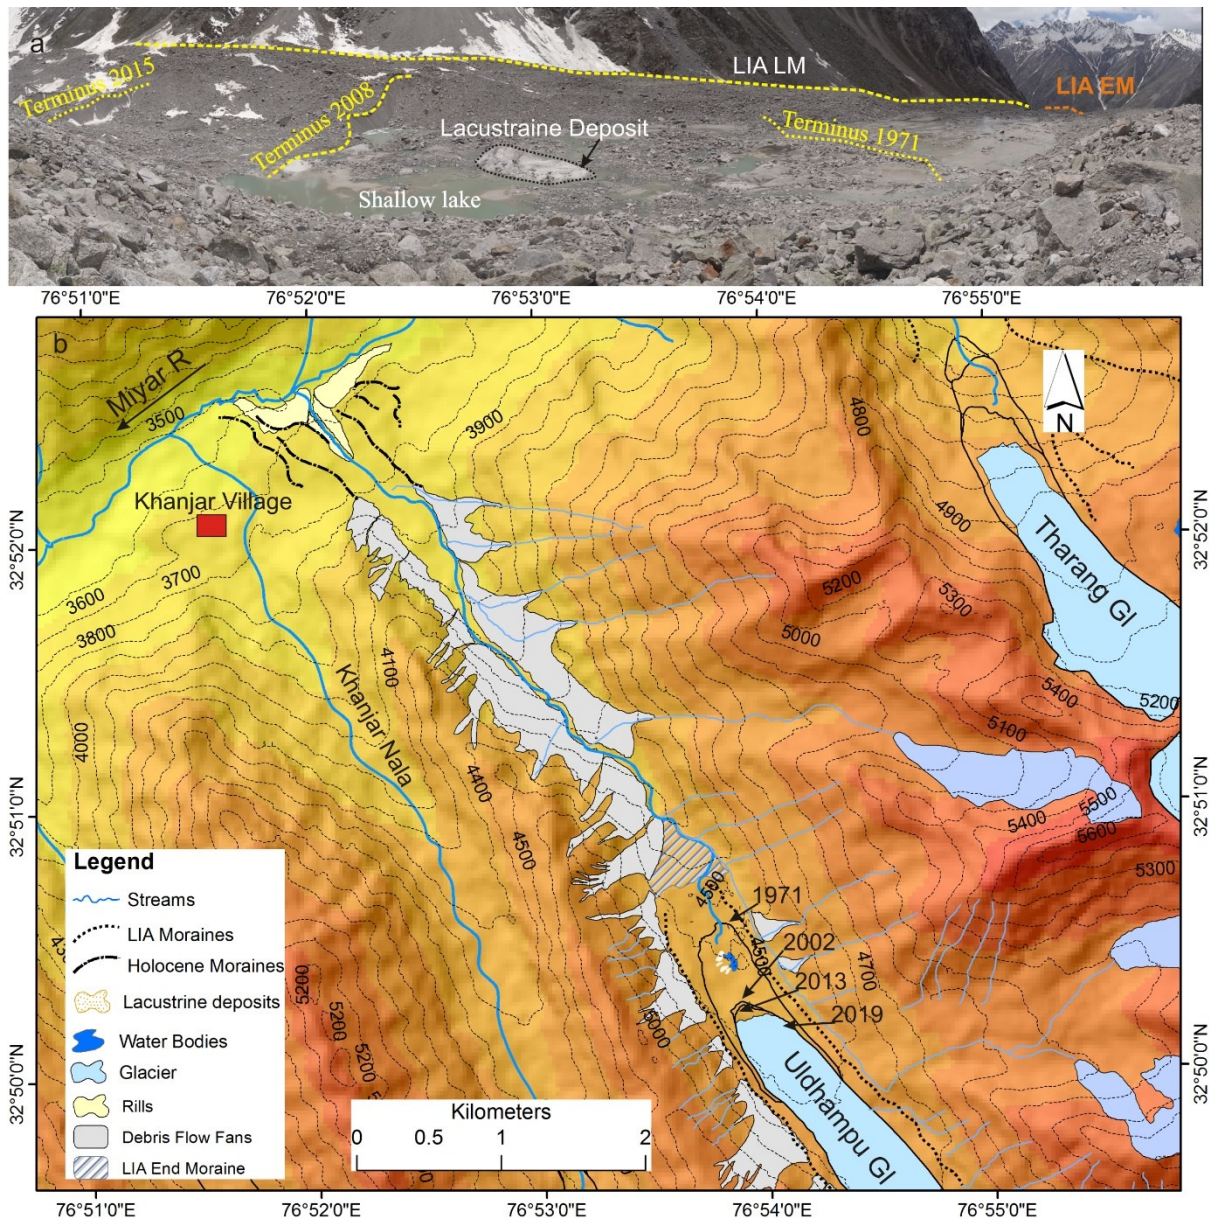 a
Terminus 2015
Terminus 2008
LIA LM
LIA EM
Lacustraine Deposit
Terminus 1971
Shallow lake
76°51'0"E
76°52'0"E
76°53'0"E
76°54'0"E
76°55'0"E
b
Miyar R
3500
3900
4800
N
Khanjar Village
32°52'0"N
32°52'0"N
4900
Tharang Gl
3700
3600
3800
5200
5300
5000
4100
Khanjar Nala
5400
5200
4000
5100
4400
5500
5400
5600
32°51'0"N
32°51'0"N
4500
5300
Legend
Streams
LIA Moraines
Holocene Moraines
Lacustrine deposits
Water Bodies
Glacier
Rills
Debris Flow Fans
LIA End Moraine
4500
1971
2002
4500
4700
2013
2019
5200
5200
5200
5000
32°50'0"N
32°50'0"N
Uldhampu Gl
Kilometers
0 0.5 1 2
76°51'0"E
76°52'0"E
76°53'0"E
76°54'0"E
76°55'0"E